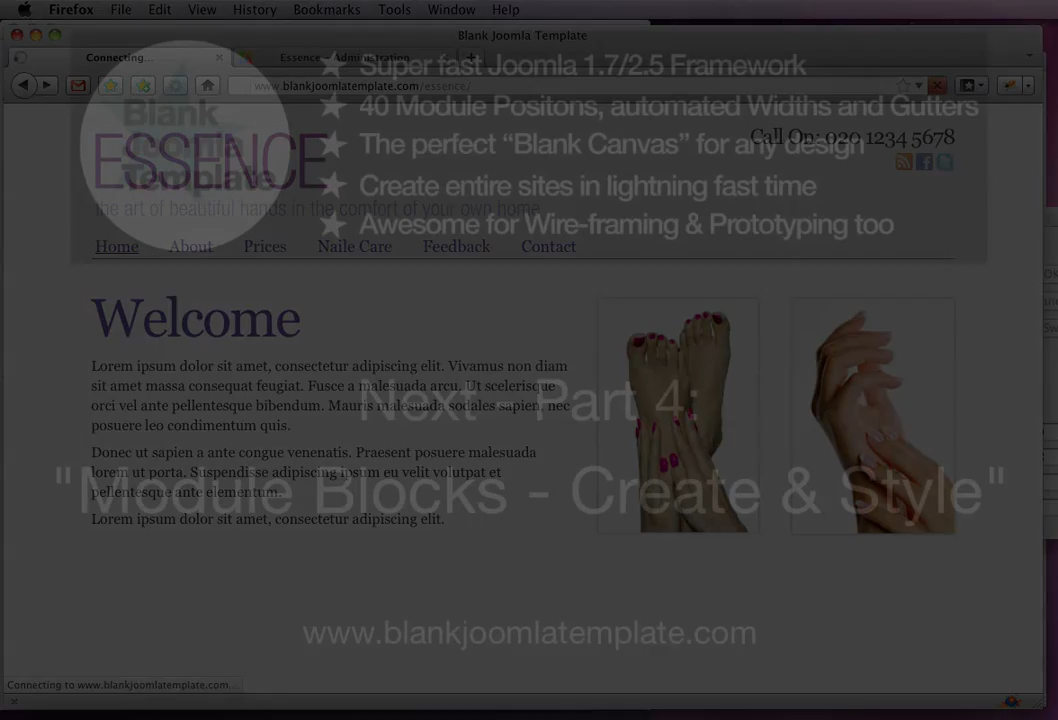 Firefox File Edit View History Bookmarks Tools Window Help
Blank Joomla Template
Connecting...
Essence - Administration
www.blankjoomlatemplate.com/essence/
Blank
Joomla
Template
ESSENCE
the art of beautiful hands in the comfort of your own home
Super fast Joomla 1.7/2.5 Framework
40 Module Positons, automated Widths and Gutters
The perfect “Blank Canvas” for any design
Create entire sites in lightning fast time
Awesome for Wire-framing & Prototyping too
Call On: 020 1234 5678
Home About Prices Naile Care Feedback Contact
Welcome
Lorem ipsum dolor sit amet, consectetur adipiscing elit. Vivamus non diam
sit amet massa consequat feugiat. Fusce a malesuada arcu. Ut scelerisque
orci vel ante pellentesque bibendum. Mauris malesuada sodales sapien, nec
posuere leo condimentum quis.
Donec ut sapien a ante congue venenatis. Praesent malesuada
lorem ut porta. Suspendisse adipiscing ipsum eu velit volutpat et
pellentesque ante elementum.
Lorem ipsum dolor sit amet, consectetur adipiscing elit.
Next - Part 4:
"Module Blocks - Create & Style"
www.blankjoomlatemplate.com
Connecting to www.blankjoomlatemplate.com...